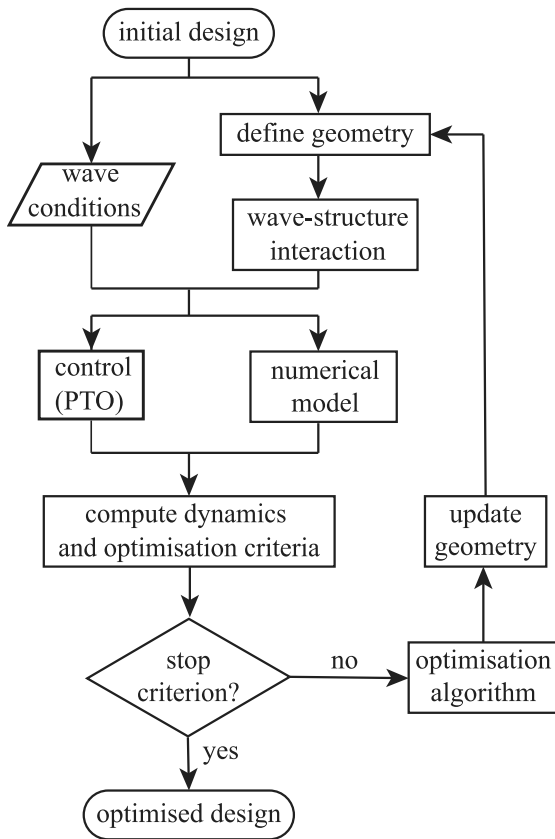 initial design
define geometry
wave
conditions
wave-structure
interaction
control
(PTO)
numerical
model
compute dynamics
and optimisation criteria
update
geometry
stop
criterion?
no
optimisation
algorithm
yes
optimised design